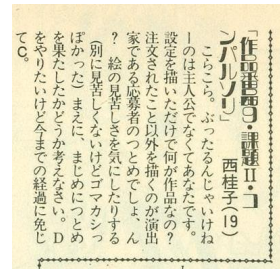 「作品番号9・課題Ⅱ・コ
ンパルソリ」　西桂子(19)
こらこら。ぶったるんじゃいけね
ーのは主人公でなくてあなたです。
設定を描いただけで何が作品なの?
注文されたこと以外を描くのが演出
家である応募者のつとめでしょ、ん
?　絵の見苦しさを気にしたりする
(別に見苦しくないけどゴマカシっ
ぽかった)まえに、まじめにつとめ
を果たしたかどうか考えなさい。D
をやりたいけど今までの経過に免じ
てC。